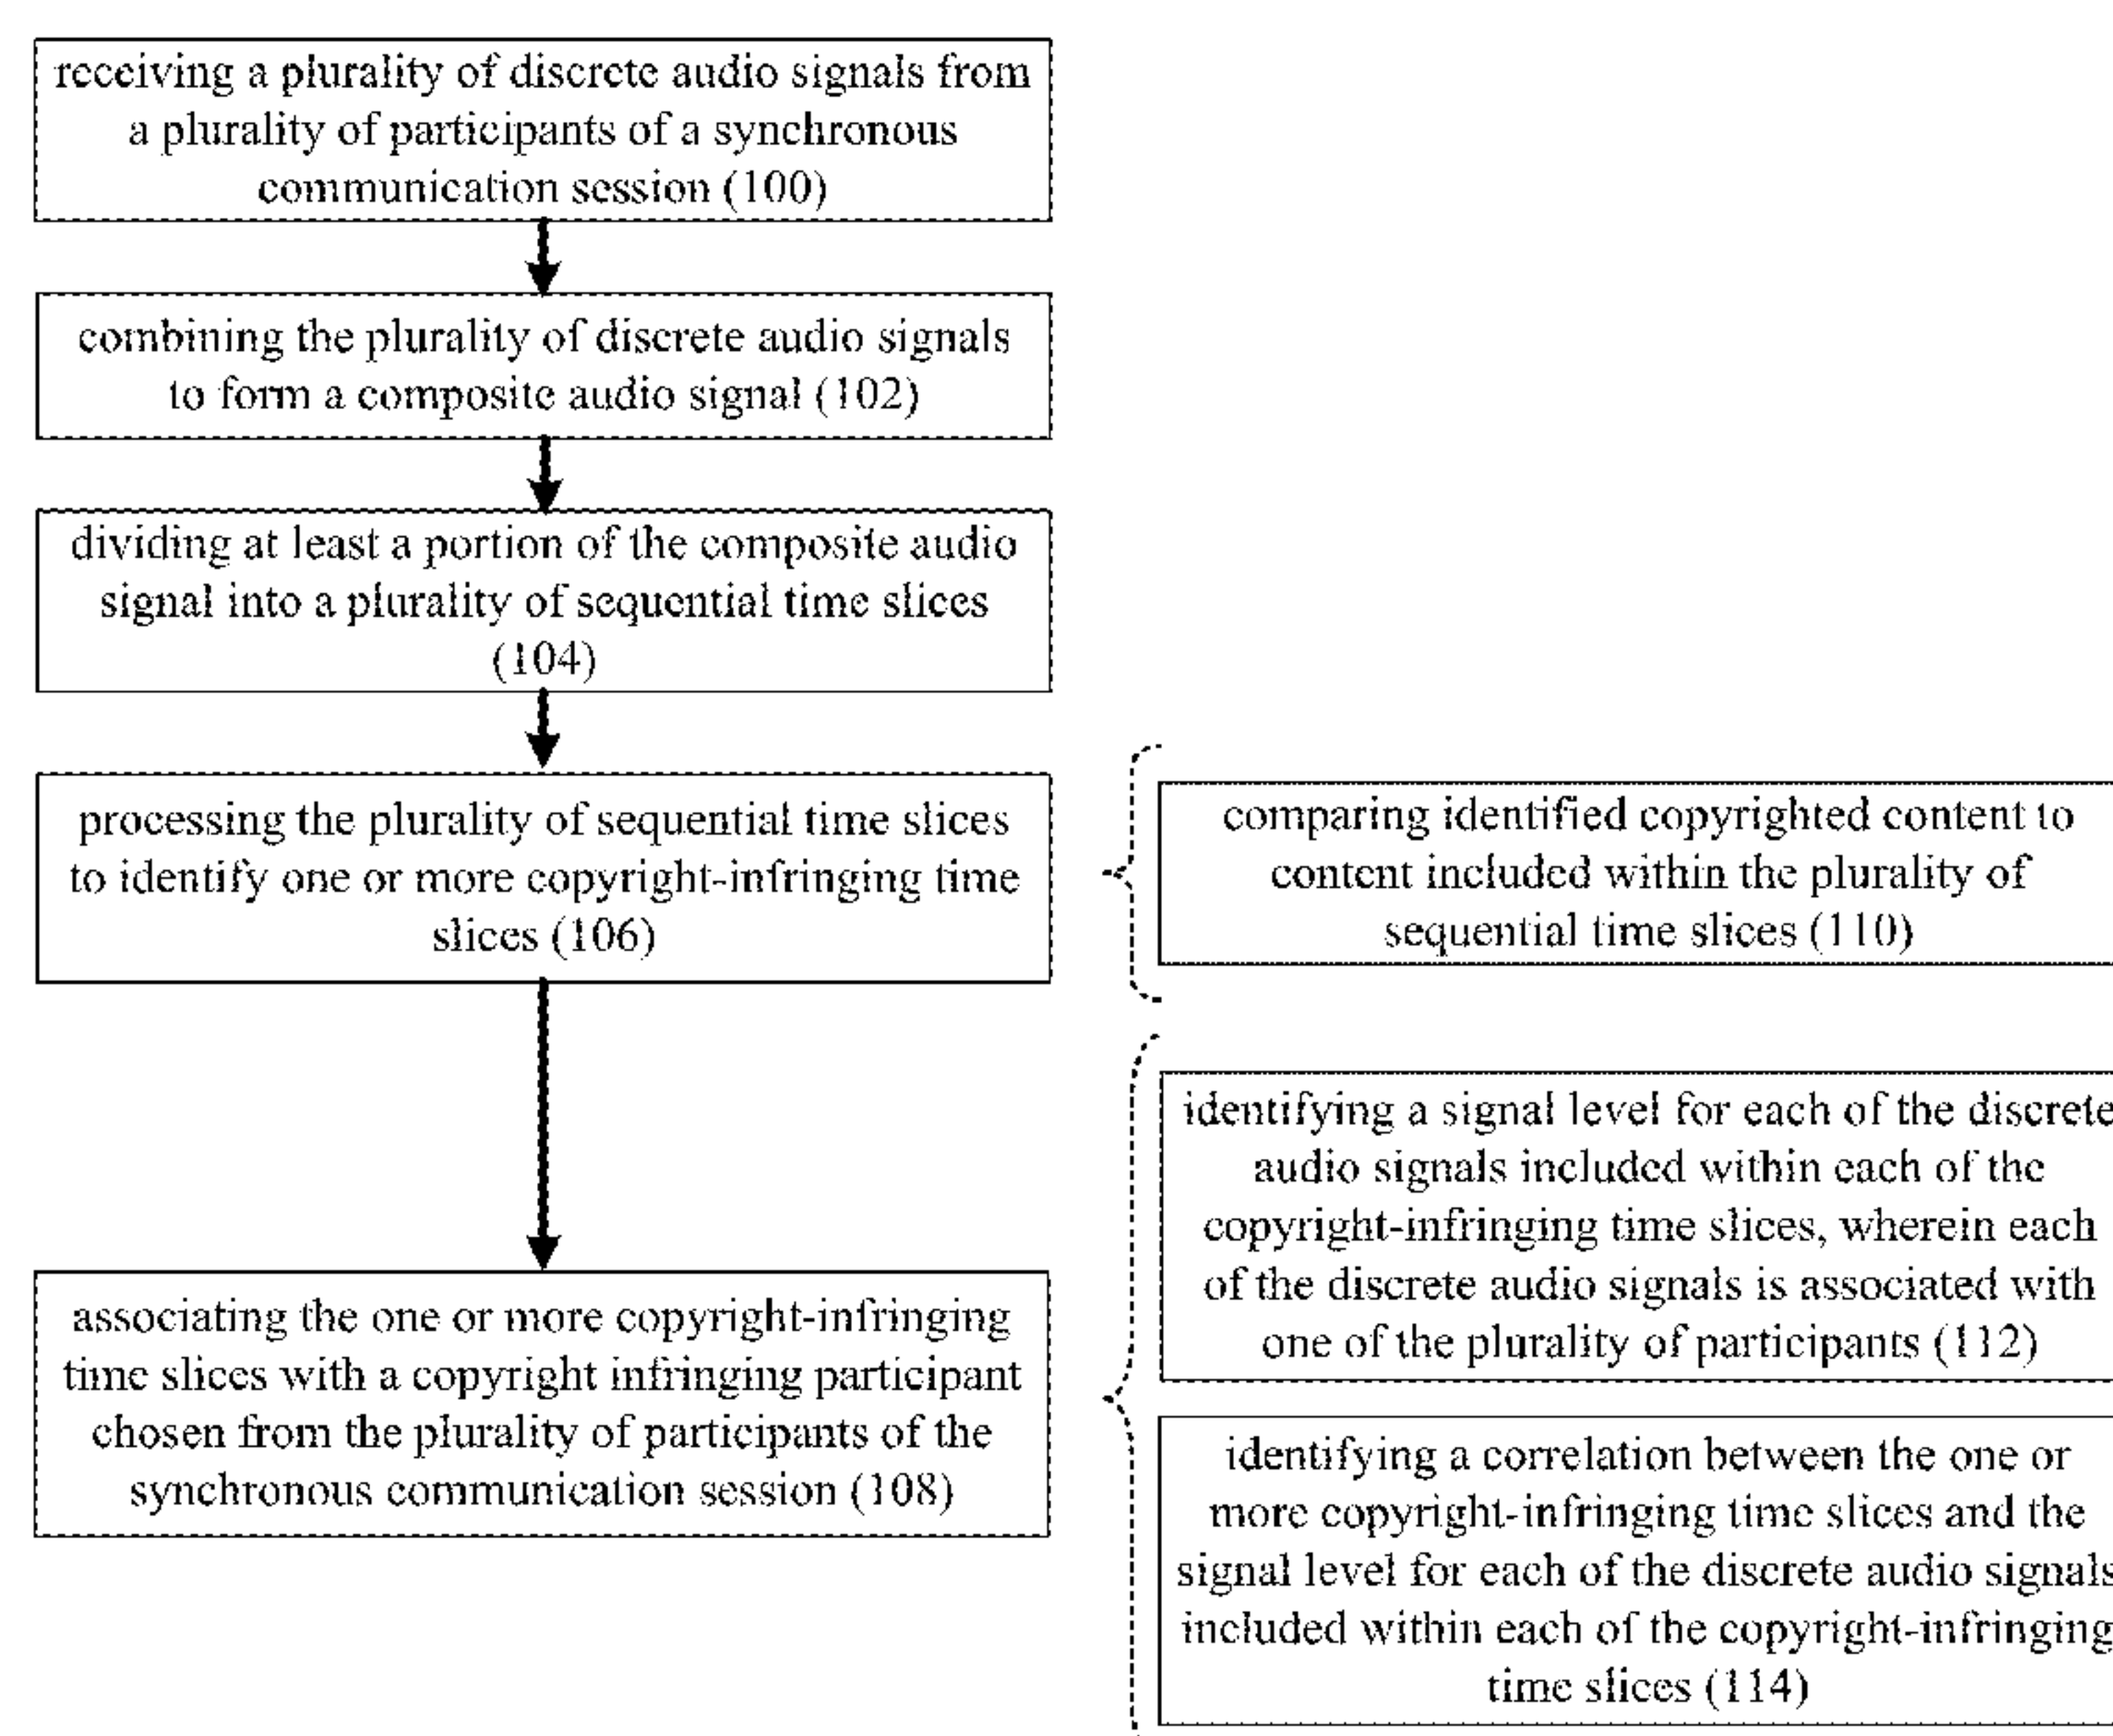 receiving a plurality of discrete audio signals from
a plurality of participants of a synchronous
communication session (100)
combining the plurality of discrete audio signals
to form a composite audio signal (102)
dividing at least a portion of the composite audio
signal into a plurality of sequential time slices
(104)
processing the plurality of sequential time slices
to identify one or more copyright-infringing time
slices (106)
comparing identified copyrighted content to
content included within the plurality of
sequential time slices (110)
associating the one or more copyright-infringing
time slices with a copyright infringing participant
chosen from the plurality of participants of the
synchronous communication session (108)
identifying a signal level for each of the discrete
audio signals included within each of the
copyright-infringing time slices, wherein each
of the discrete audio signals is associated with
one of the plurality of participants (112)
identifying a correlation between the one or
more copyright-infringing time slices and the
signal level for each of the discrete audio signals
included within each of the copyright-infringing
time slices (114)